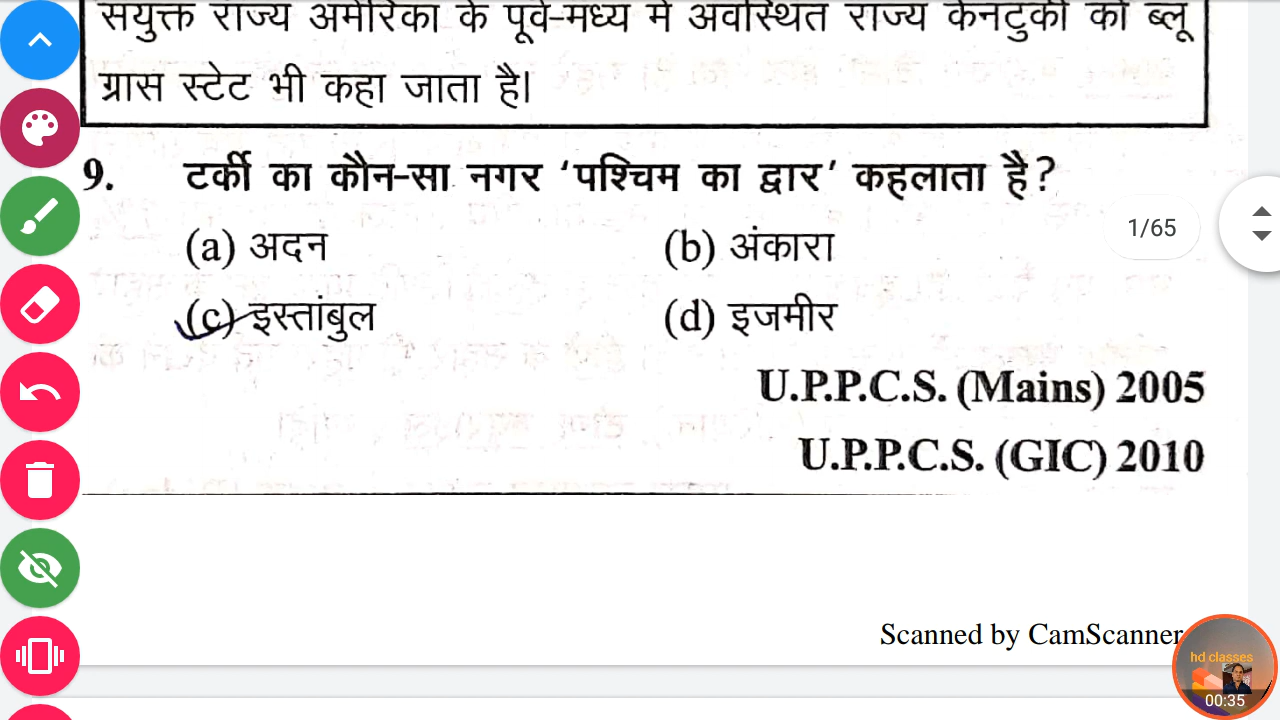 संयुक्त राज्य अमेरिका के पूर्व-मध्य में अवस्थित राज्य केनटुकी को ब्लू
ग्रास स्टेट भी कहा जाता है।
9. टर्की का कौन-सा नगर ‘पश्चिम का द्वार’ कहलाता है?
(a) अदन (b) अंकारा
(c) इस्तांबुल (d) इजमीर
U.P.P.C.S. (Mains) 2005
U.P.P.C.S. (GIC) 2010
1/65
Scanned by CamScanner
hd classes
00:35